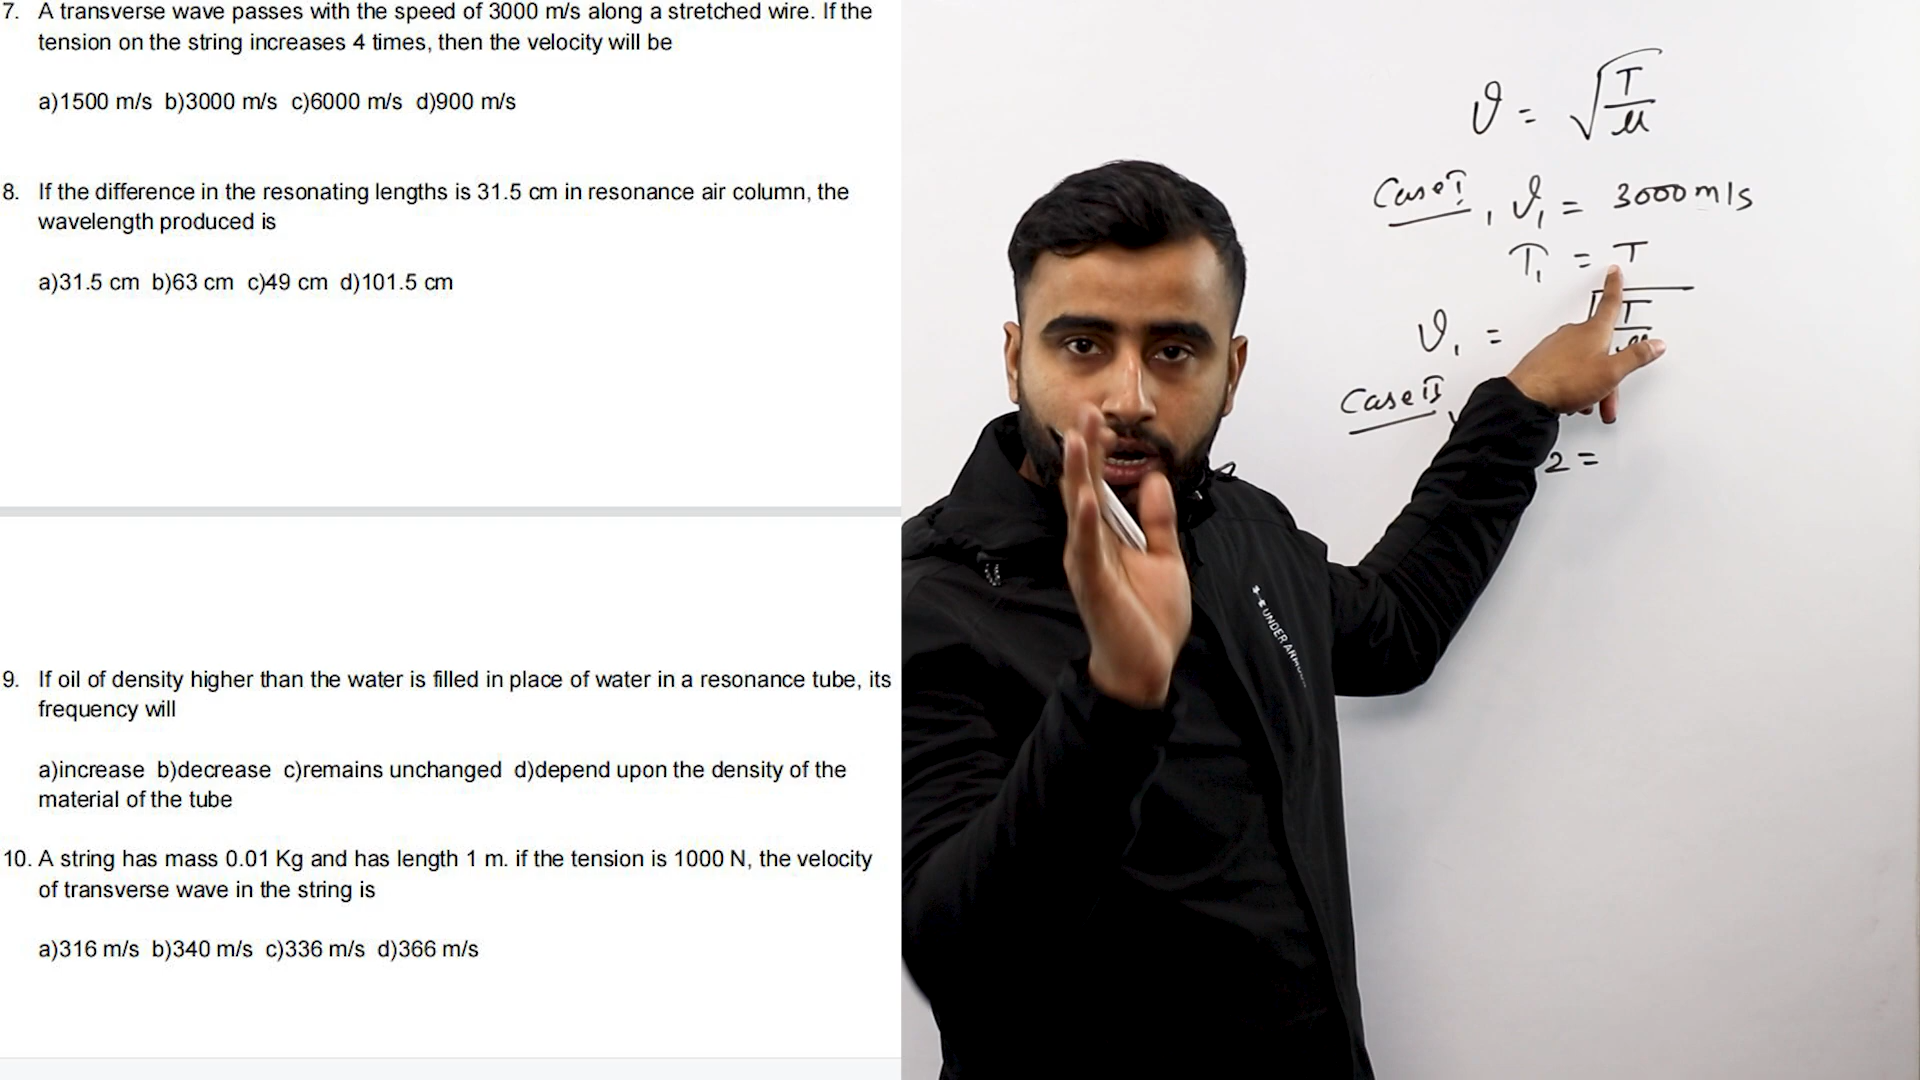 7. A transverse wave passes with the speed of 3000 m/s along a stretched wire. If the
tension on the string increases 4 times, then the velocity will be
a)1500 m/s b)3000 m/s c)6000 m/s d)900 m/s
8. If the difference in the resonating lengths is 31.5 cm in resonance air column, the
wavelength produced is
a)31.5 cm b)63 cm c)49 cm d)101.5 cm
9. If oil of density higher than the water is filled in place of water in a resonance tube, its
frequency will
a)increase b)decrease c)remains unchanged d)depend upon the density of the
material of the tube
10. A string has mass 0.01 Kg and has length 1 m. if the tension is 1000 N, the velocity
of transverse wave in the string is
a)316 m/s b)340 m/s c)336 m/s d)366 m/s
v = √(T/μ)
Case I, v₁ = 3000 m/s
T₁ = T
v₁ = √(T/μ)
Case II,
2 =
UNDER ARMOUR